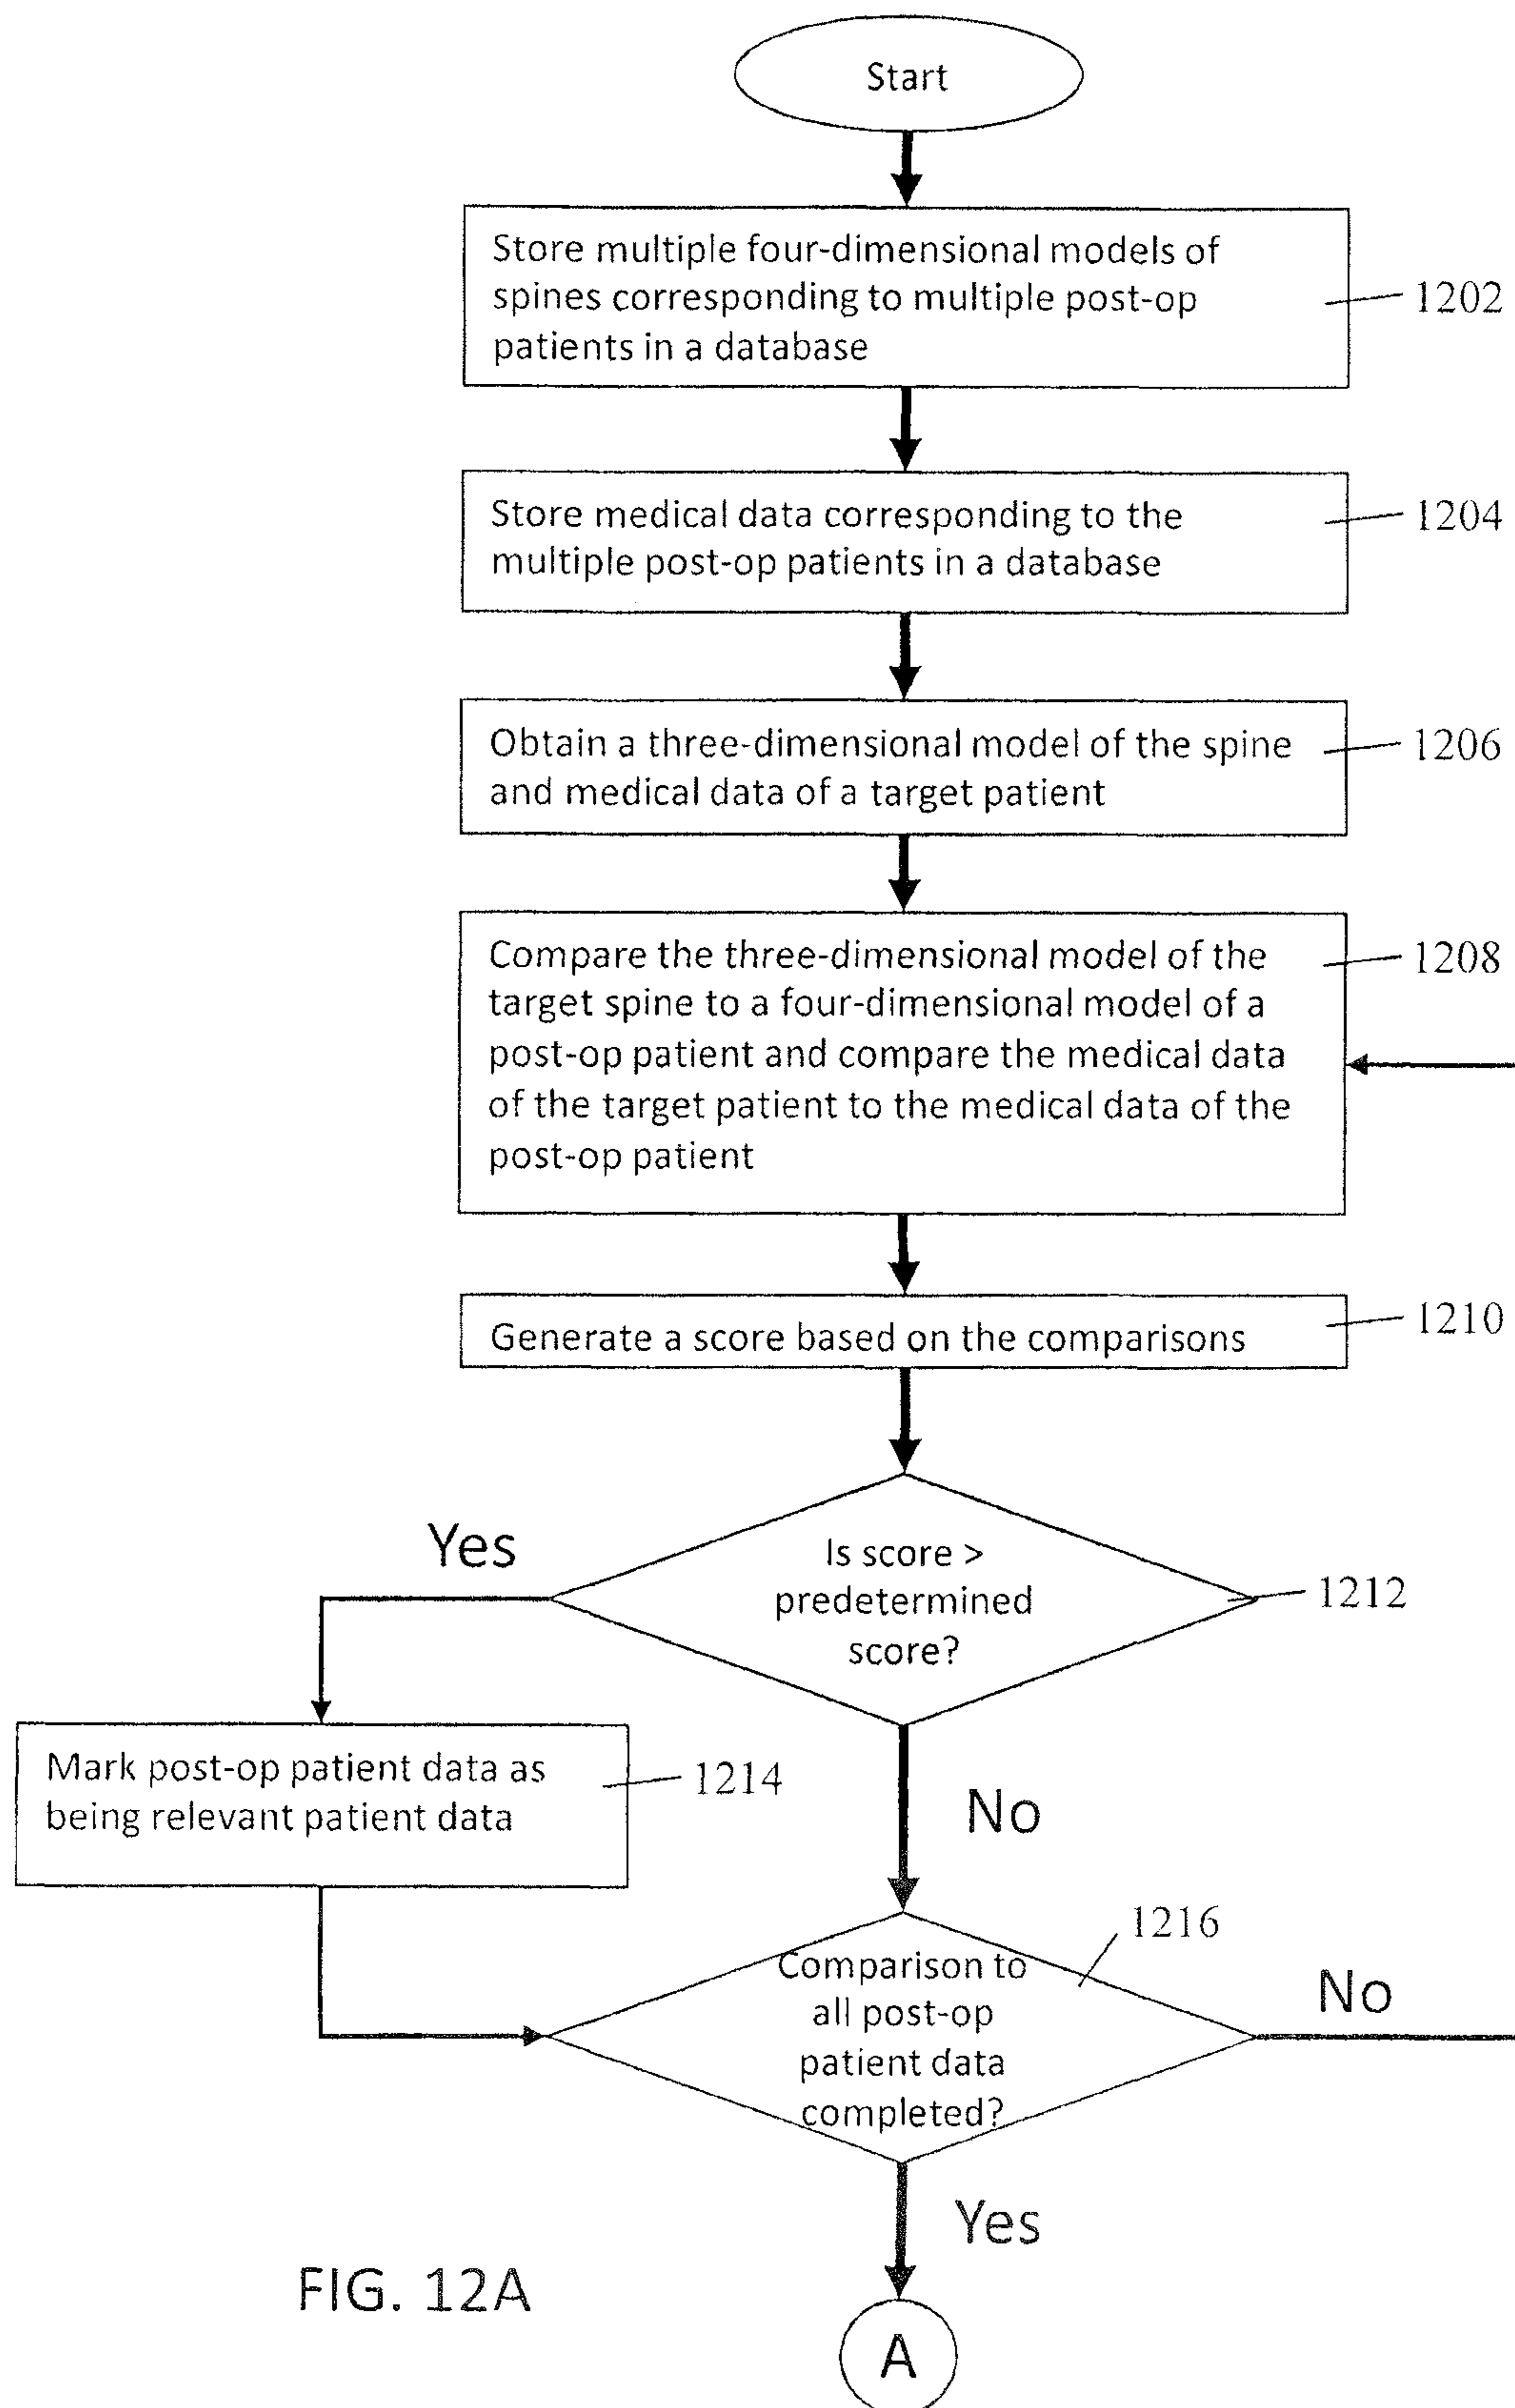 Start
Store multiple four-dimensional models of
spines corresponding to multiple post-op
patients in a database
1202
Store medical data corresponding to the
multiple post-op patients in a database
1204
Obtain a three-dimensional model of the spine
and medical data of a target patient
1206
Compare the three-dimensional model of the
target spine to a four-dimensional model of a
post-op patient and compare the medical data
of the target patient to the medical data of the
post-op patient
1208
Generate a score based on the comparisons
1210
Yes
Is score >
predetermined
score?
1212
Mark post-op patient data as
being relevant patient data
1214
No
1216
Comparison to
all post-op
patient data
completed?
No
Yes
FIG. 12A
A